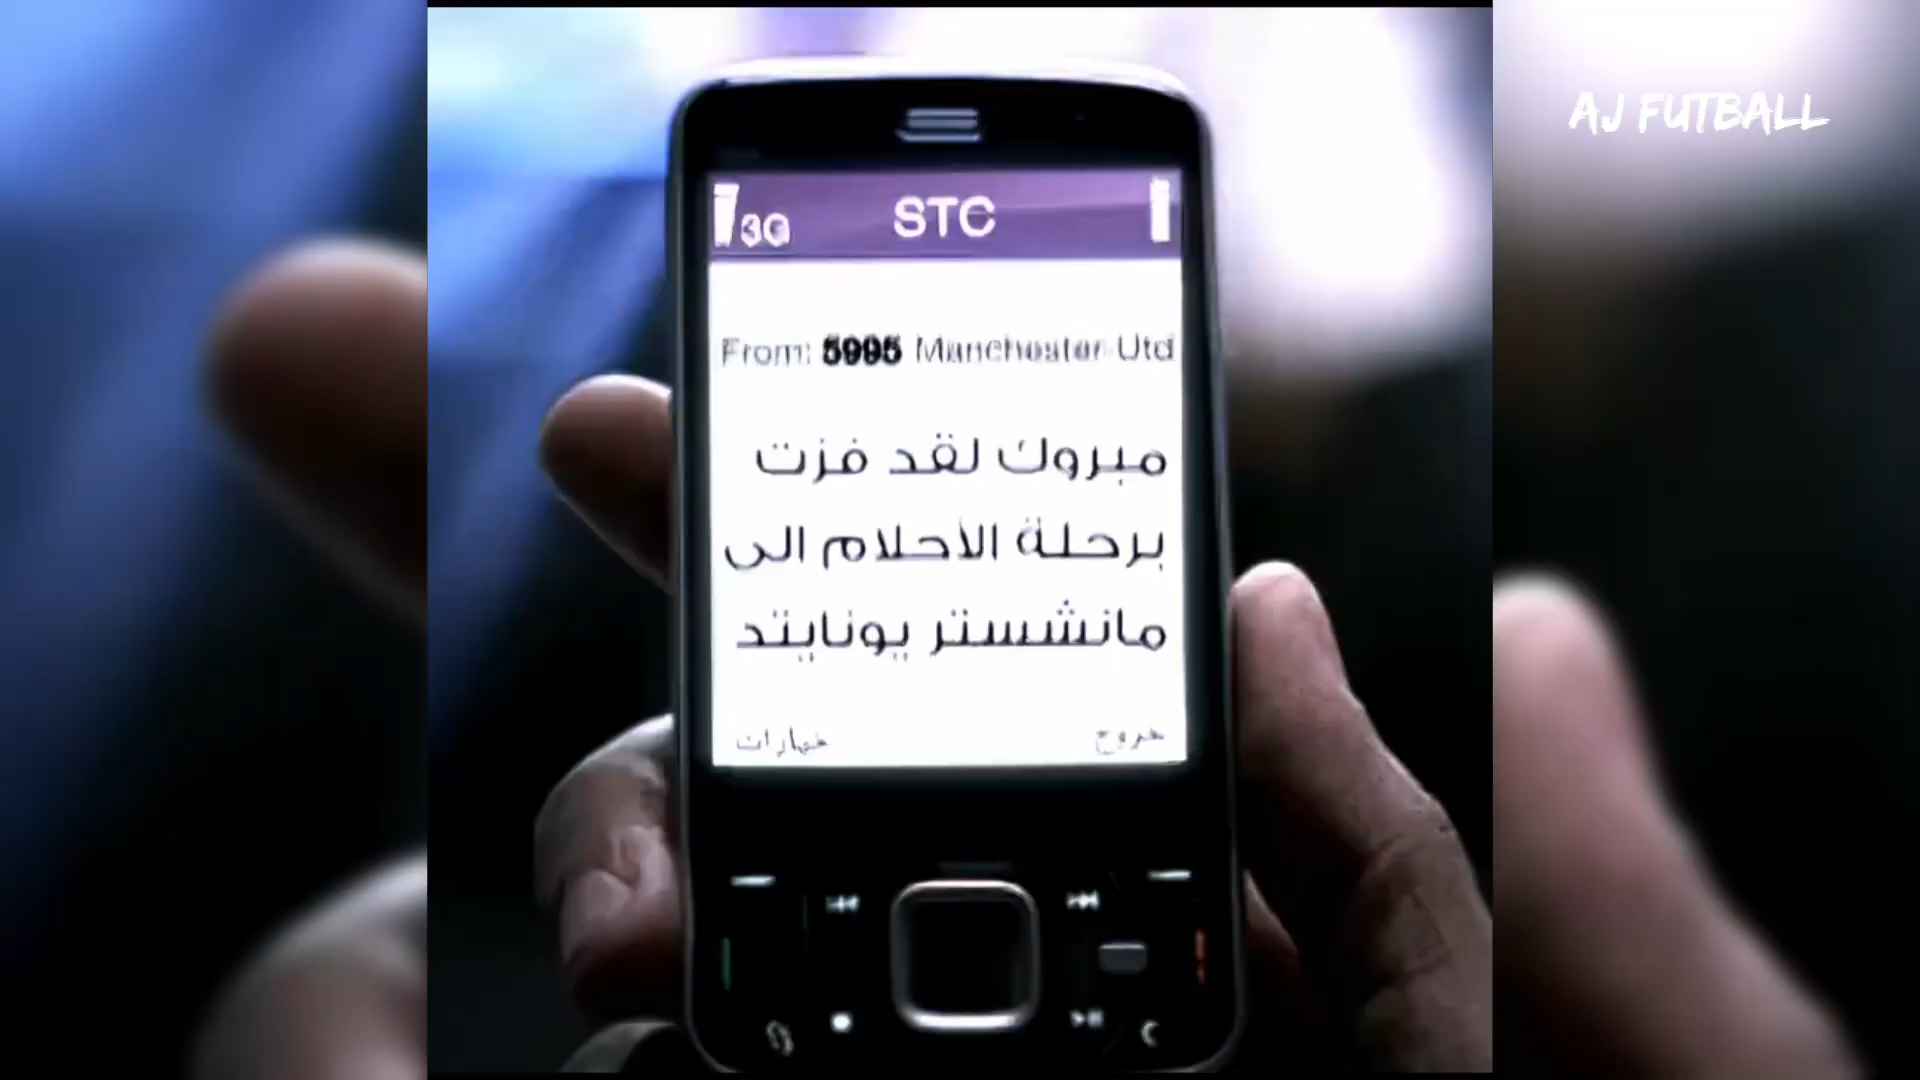 AJ FUTBALL
3G STC
From: 5995 Manchester Utd
مبروك لقد فزت
برحلة الأحلام الى
مانشستر يونايتد
خيارات خروج